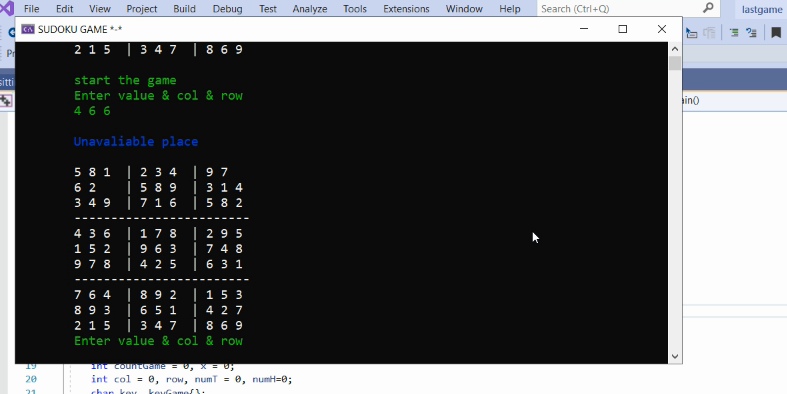 File Edit View Project Build Debug Test Analyze Tools Extensions Window Help Search (Ctrl+Q) lastgame
SUDOKU GAME *-*
2 1 5 | 3 4 7 | 8 6 9
start the game
Enter value & col & row
4 6 6
Unavaliable place
5 8 1 | 2 3 4 | 9 7
6 2 | 5 8 9 | 3 1 4
3 4 9 | 7 1 6 | 5 8 2
------------------------
4 3 6 | 1 7 8 | 2 9 5
1 5 2 | 9 6 3 | 7 4 8
9 7 8 | 4 2 5 | 6 3 1
------------------------
7 6 4 | 8 9 2 | 1 5 3
8 9 3 | 6 5 1 | 4 2 7
2 1 5 | 3 4 7 | 8 6 9
Enter value & col & row
19 int countGame = 0, x = 0;
20 int col = 0, row, numT = 0, numH=0;
21 char key, keyGame{};